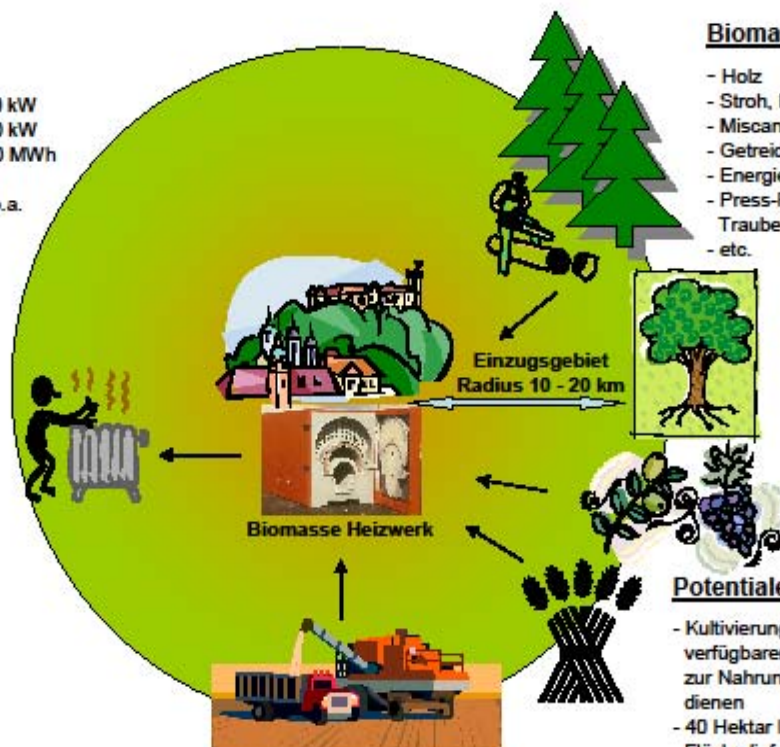 kW
kW
MWh
p.a.
Biomas
- Holz
- Stroh,
- Miscan
- Getreid
- Energie
- Press-
Traube
- etc.
Einzugsgebiet
Radius 10 - 20 km
Biomasse Heizwerk
Potentiale
- Kultivierung
verfügbare
zur Nahrun
dienen
- 40 Hektar